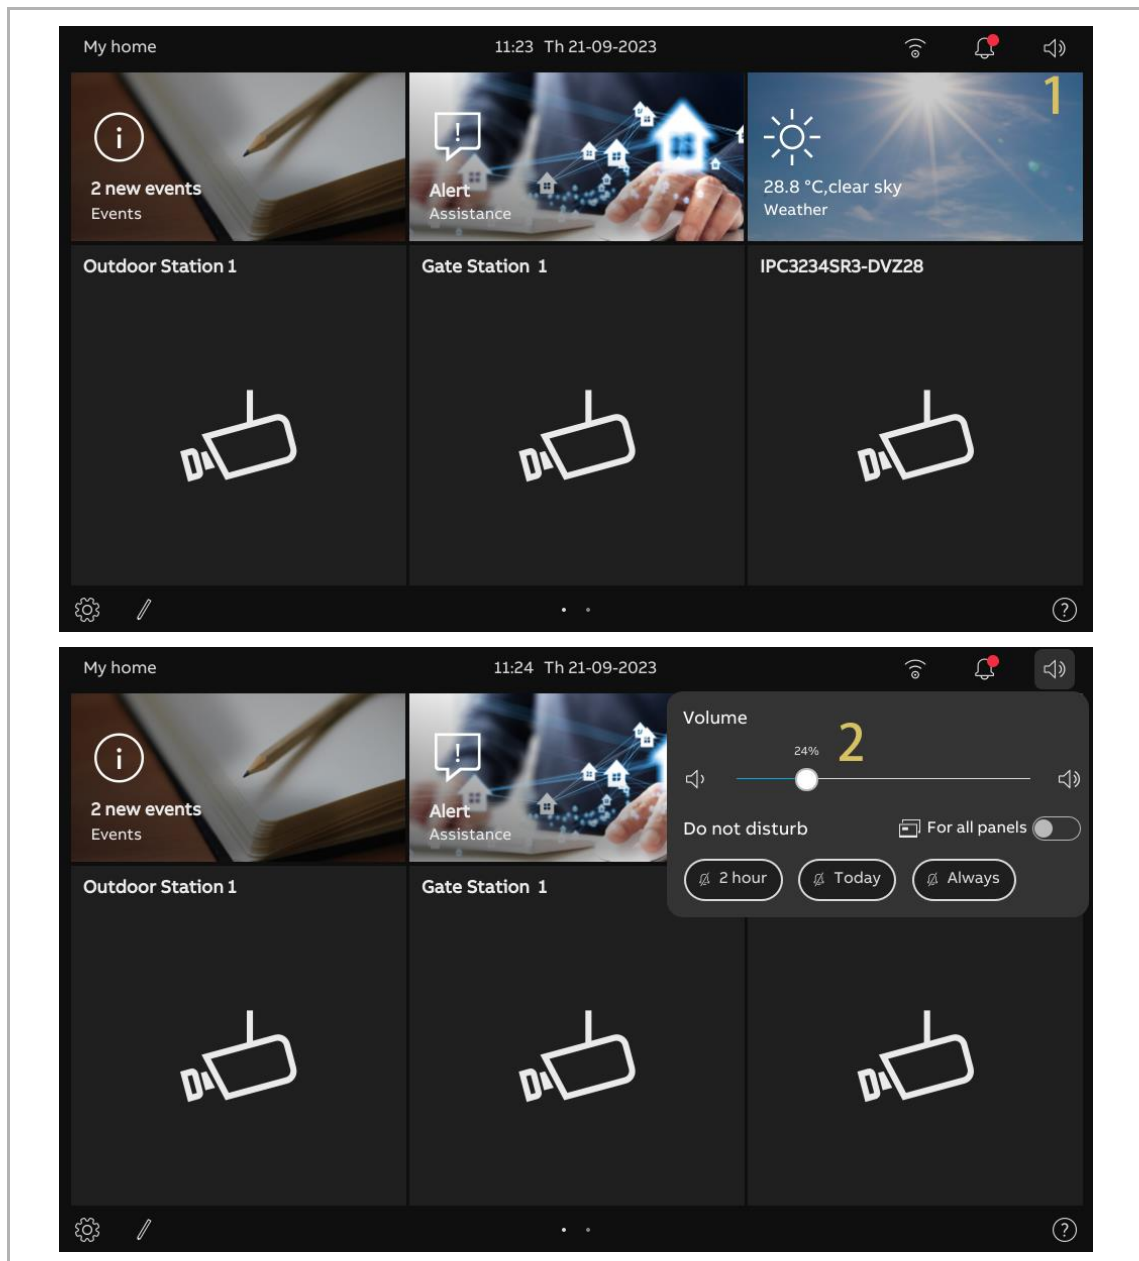 My home 11:23 Th 21-09-2023
1
2 new events
Events
Alert
Assistance
28.8 °C,clear sky
Weather
Outdoor Station 1 Gate Station 1 IPC3234SR3-DVZ28
?
My home 11:24 Th 21-09-2023
2 new events
Events
Alert
Assistance
Volume
24% 2
Do not disturb For all panels
2 hour Today Always
Outdoor Station 1 Gate Station 1
?